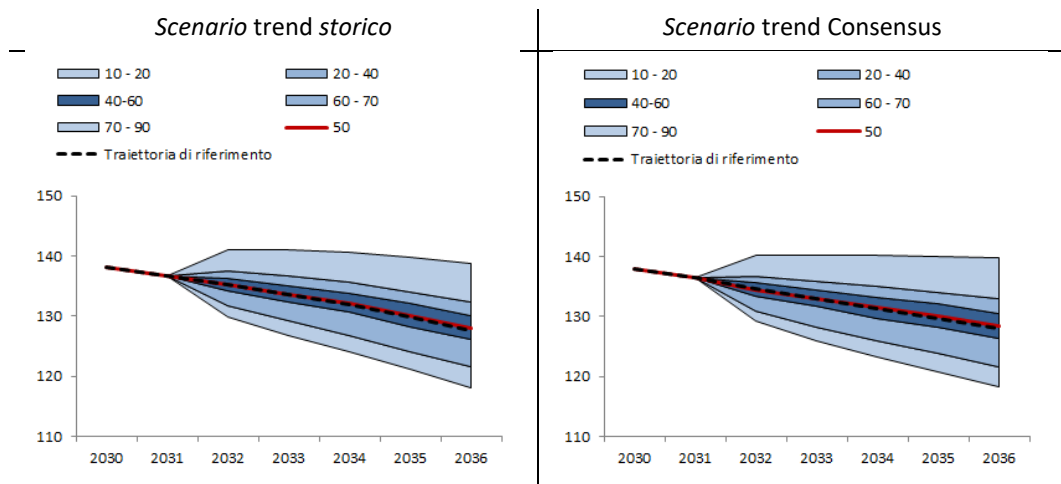 Scenario trend storico
10 - 20
20 - 40
40-60
60 - 70
70 - 90
50
Traiettoria di riferimento
150
140
130
120
110
2030 2031 2032 2033 2034 2035 2036
Scenario trend Consensus
10 - 20
20 - 40
40-60
60 - 70
70 - 90
50
Traiettoria di riferimento
150
140
130
120
110
2030 2031 2032 2033 2034 2035 2036